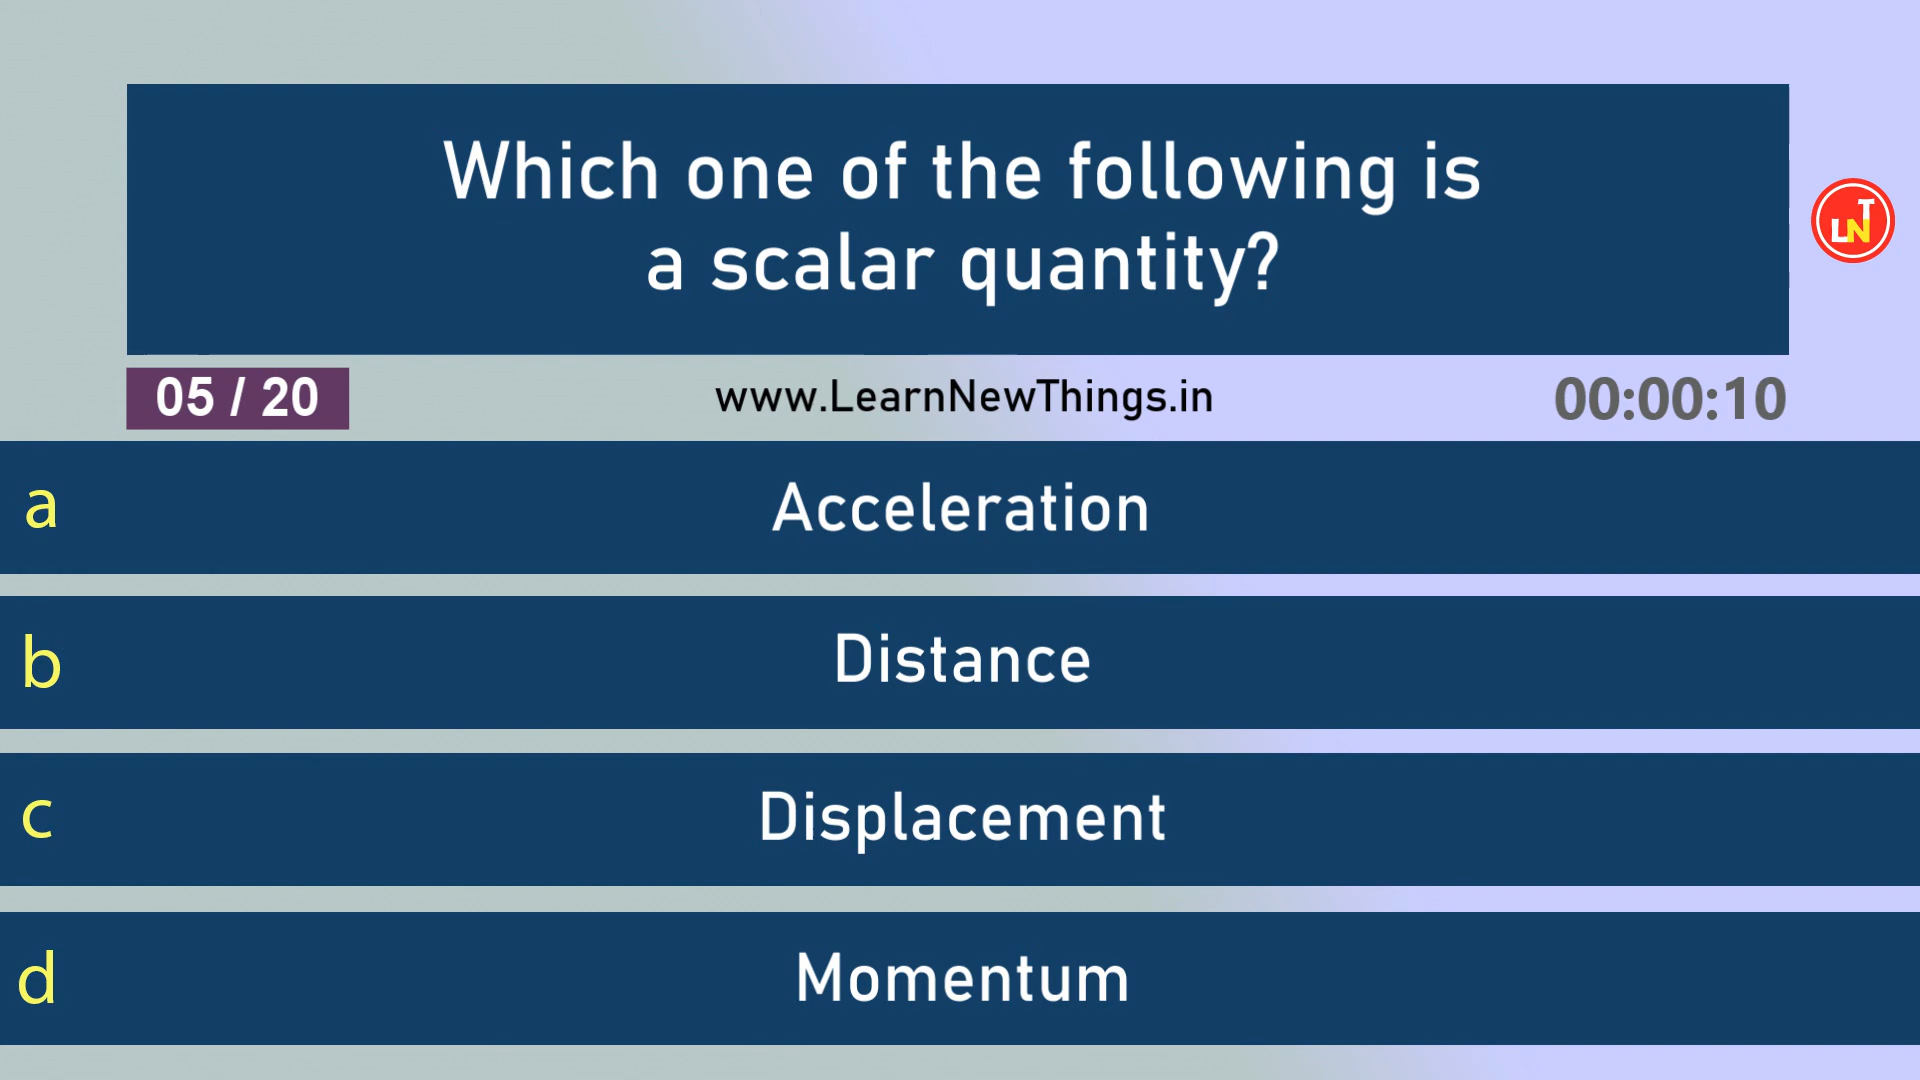 Which one of the following is
a scalar quantity?
LNT
05 / 20
www.LearnNewThings.in
00:00:10
a
Acceleration
b
Distance
c
Displacement
d
Momentum